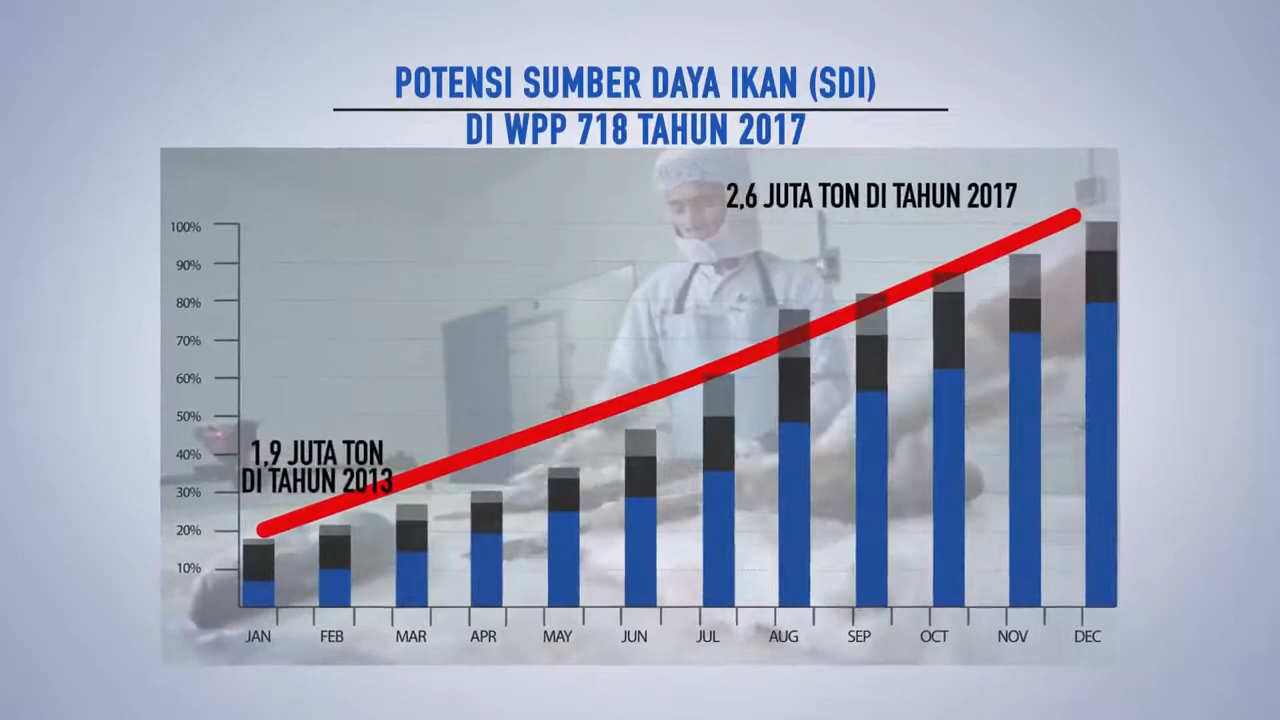 POTENSI SUMBER DAYA IKAN (SDI)
DI WPP 718 TAHUN 2017
2,6 JUTA TON DI TAHUN 2017
100%
90%
80%
70%
60%
50%
40%
30%
20%
10%
1,9 JUTA TON
DI TAHUN 2013
JAN FEB MAR APR MAY JUN JUL AUG SEP OCT NOV DEC